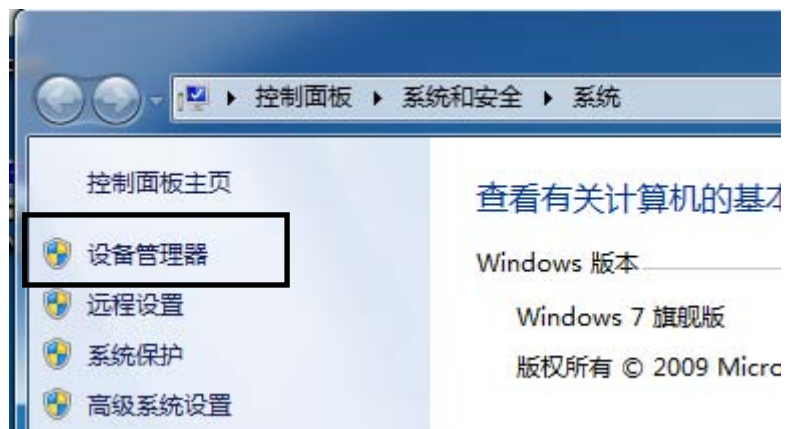 控制面板 ▸ 系统和安全 ▸ 系统
控制面板主页
设备管理器
远程设置
系统保护
高级系统设置
查看有关计算机的基本
Windows 版本
Windows 7 旗舰版
版权所有 © 2009 Micro